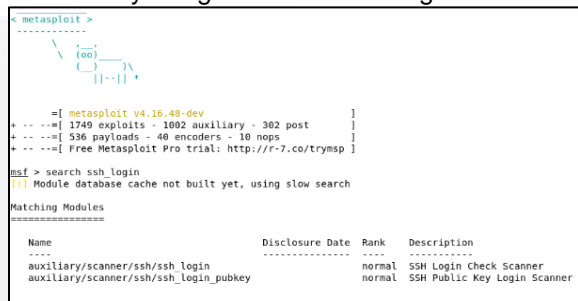 < metasploit >
------------
       \   ,__,
        \  (oo)____
           (__)    )\
              ||--|| *
=[ metasploit v4.16.48-dev ]
+ -- --=[ 1749 exploits - 1002 auxiliary - 302 post ]
+ -- --=[ 536 payloads - 40 encoders - 10 nops ]
+ -- --=[ Free Metasploit Pro trial: http://r-7.co/trymsp ]
msf > search ssh_login
[!] Module database cache not built yet, using slow search
Matching Modules
================
Name Disclosure Date Rank Description
---- --------------- ---- -----------
auxiliary/scanner/ssh/ssh_login normal SSH Login Check Scanner
auxiliary/scanner/ssh/ssh_login_pubkey normal SSH Public Key Login Scanner